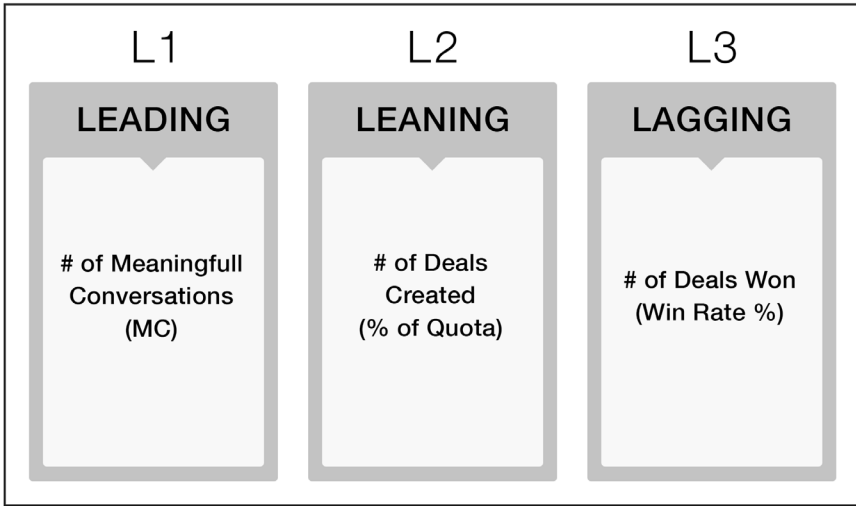 L1
LEADING
# of Meaningfull
Conversations
(MC)
L2
LEANING
# of Deals
Created
(% of Quota)
L3
LAGGING
# of Deals Won
(Win Rate %)